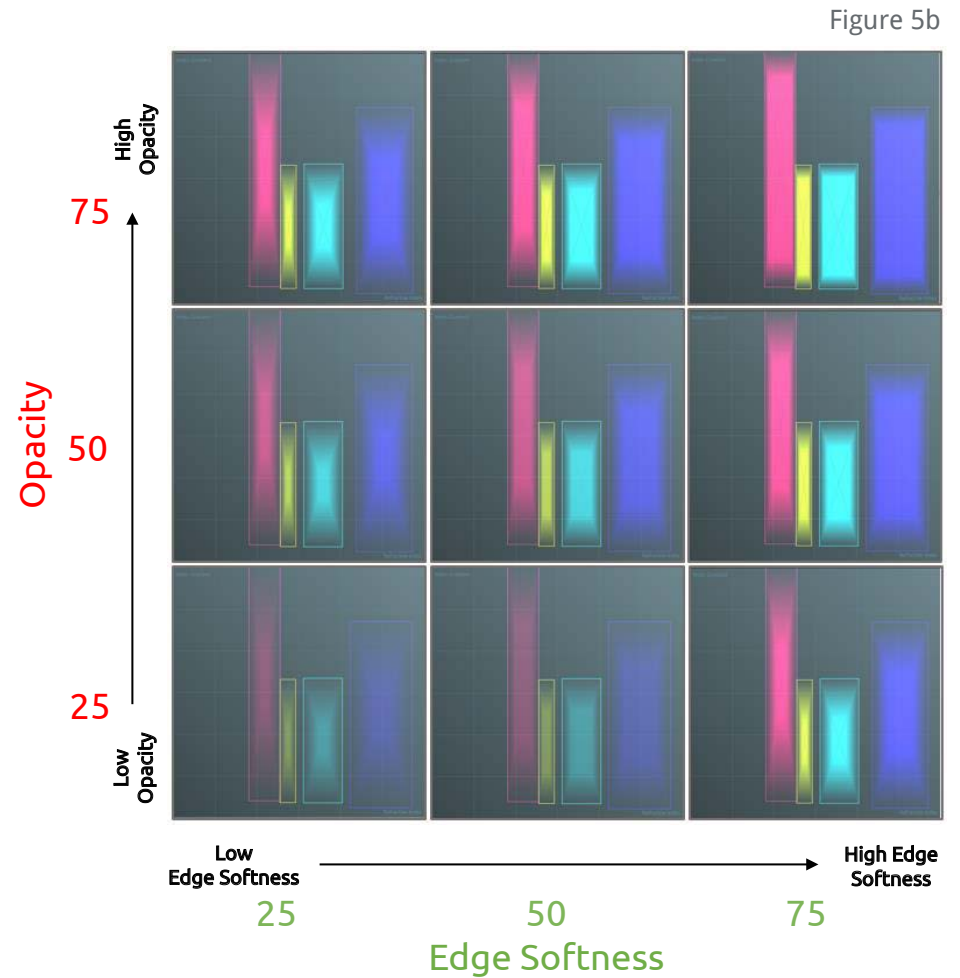 Figure 5b
High
Opacity
75
Opacity
50
25
Low
Opacity
Low
Edge Softness
High Edge
Softness
25
50
75
Edge Softness